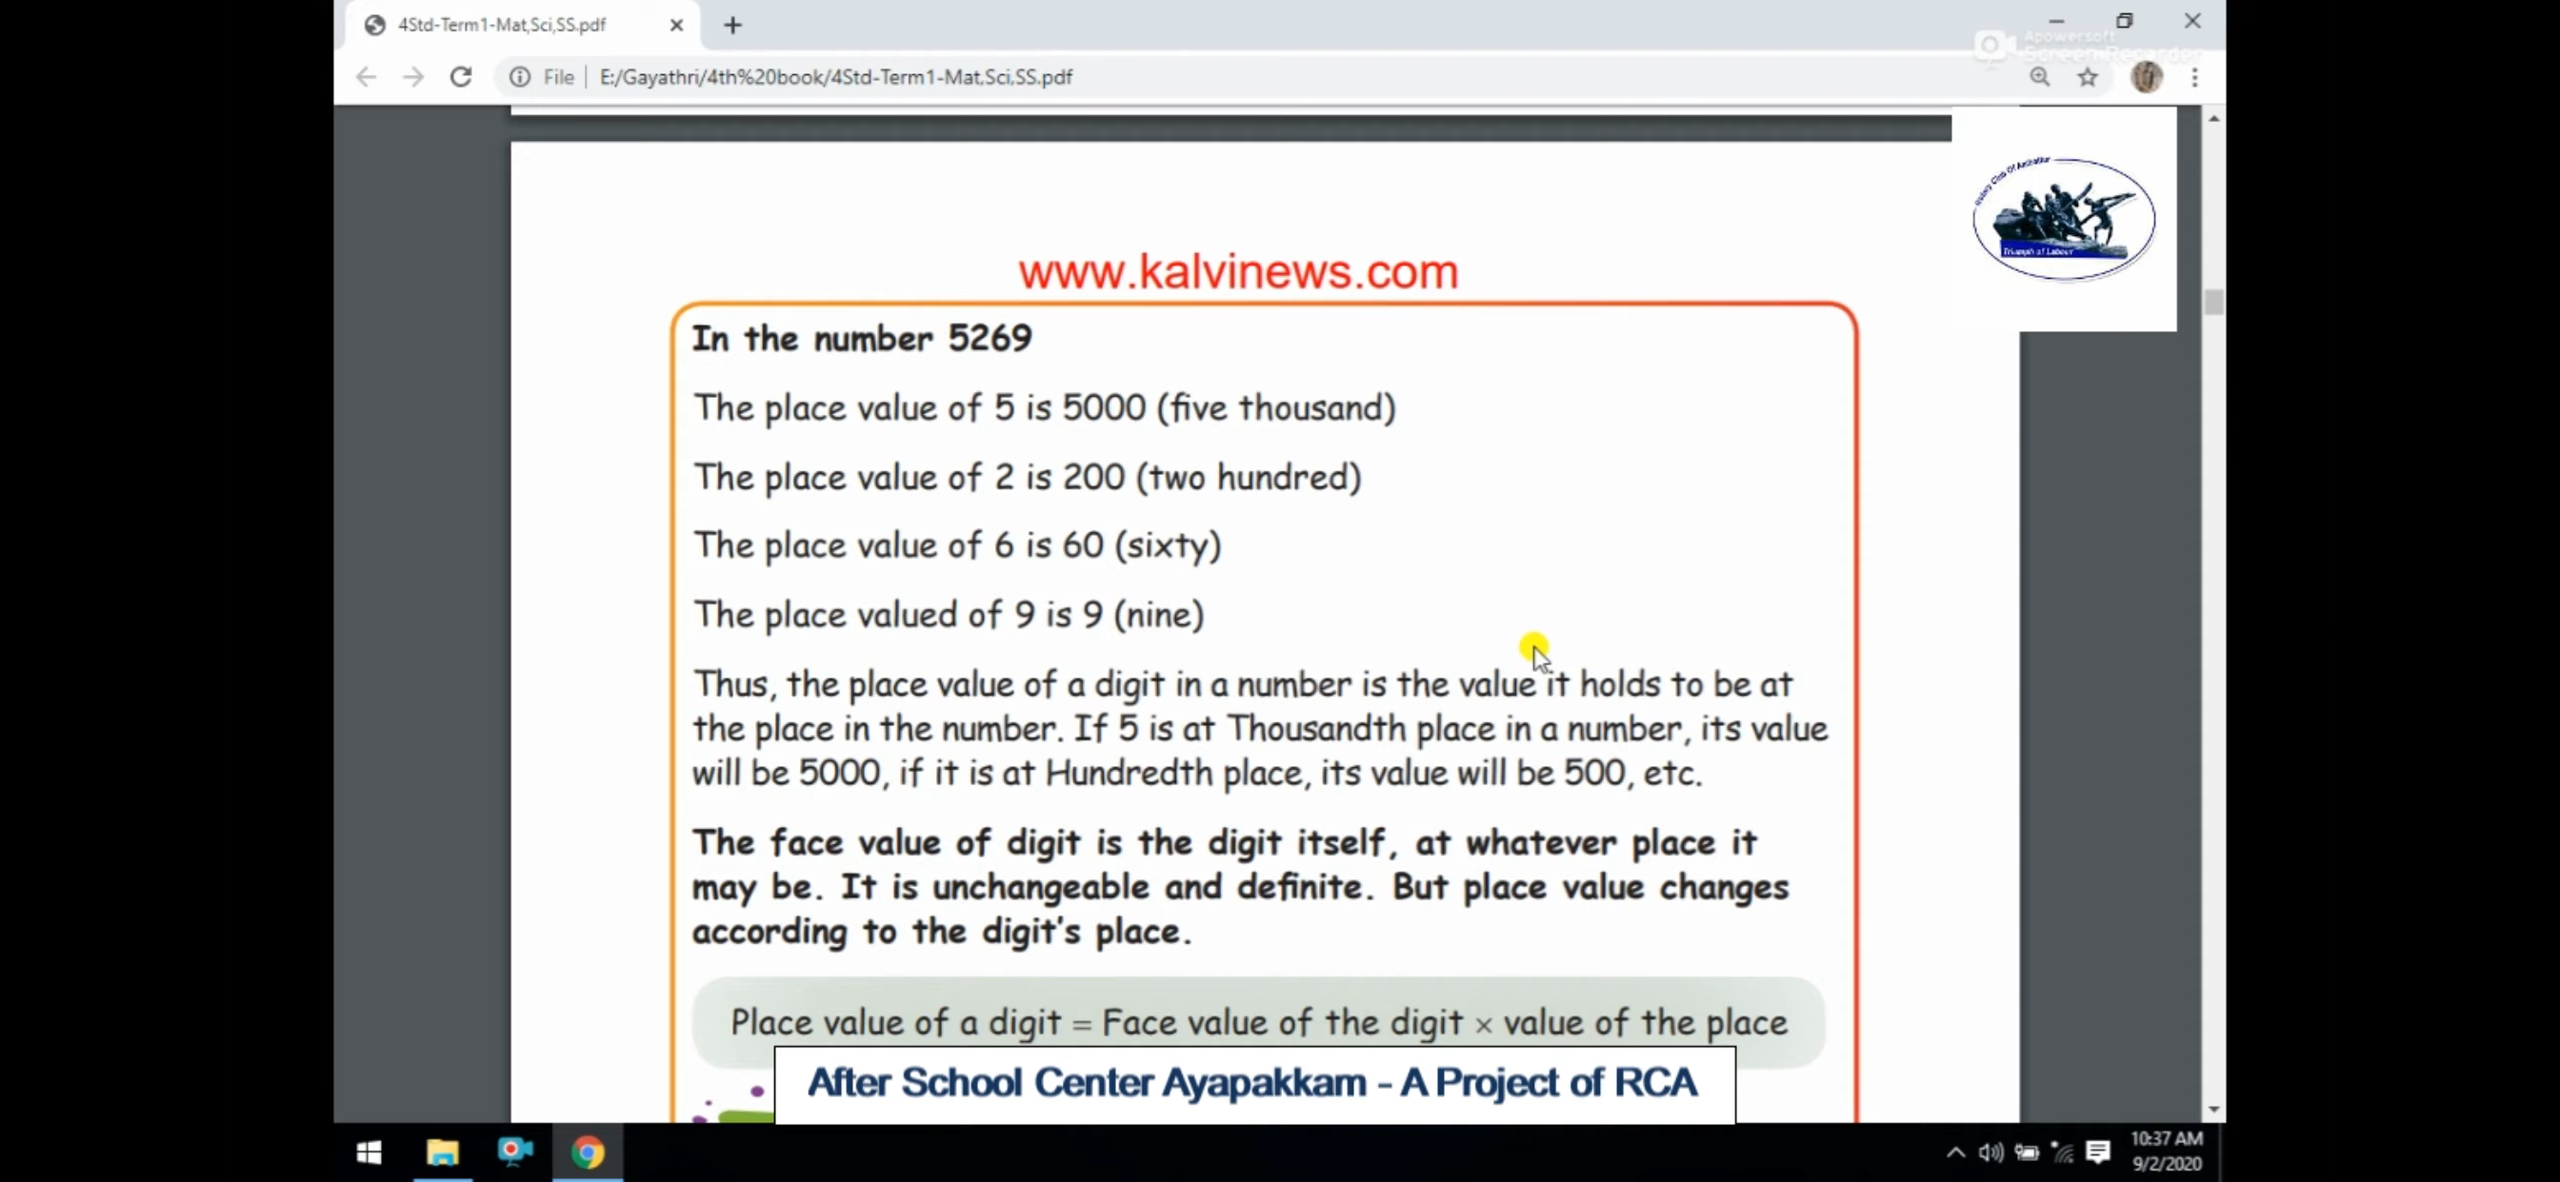 4Std-Term1-Mat,Sci,SS.pdf
Apowersoft
Screen Recorder
File
E:/Gayathri/4th%20book/4Std-Term1-Mat,Sci,SS.pdf
Triumph of Labour
www.kalvinews.com
In the number 5269
The place value of 5 is 5000 (five thousand)
The place value of 2 is 200 (two hundred)
The place value of 6 is 60 (sixty)
The place valued of 9 is 9 (nine)
Thus, the place value of a digit in a number is the value it holds to be at
the place in the number. If 5 is at Thousandth place in a number, its value
will be 5000, if it is at Hundredth place, its value will be 500, etc.
The face value of digit is the digit itself, at whatever place it
may be. It is unchangeable and definite. But place value changes
according to the digit's place.
Place value of a digit = Face value of the digit × value of the place
After School Center Ayapakkam - A Project of RCA
10:37 AM
9/2/2020